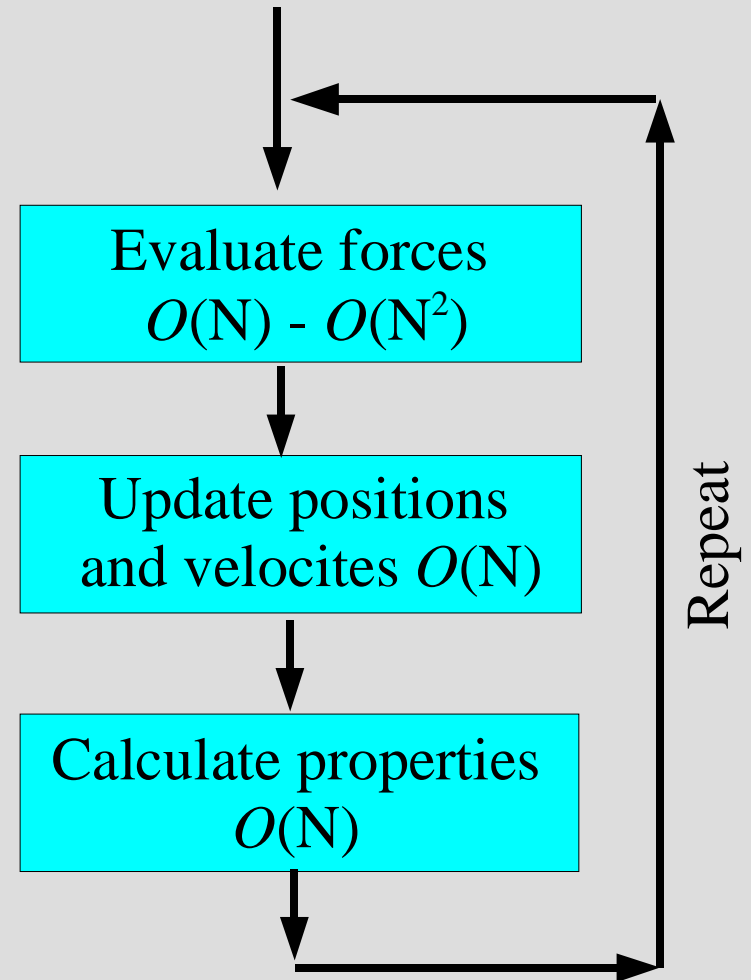 Evaluate forces
O(N) - O(N²)
Update positions
and velocites O(N)
Calculate properties
O(N)
Repeat